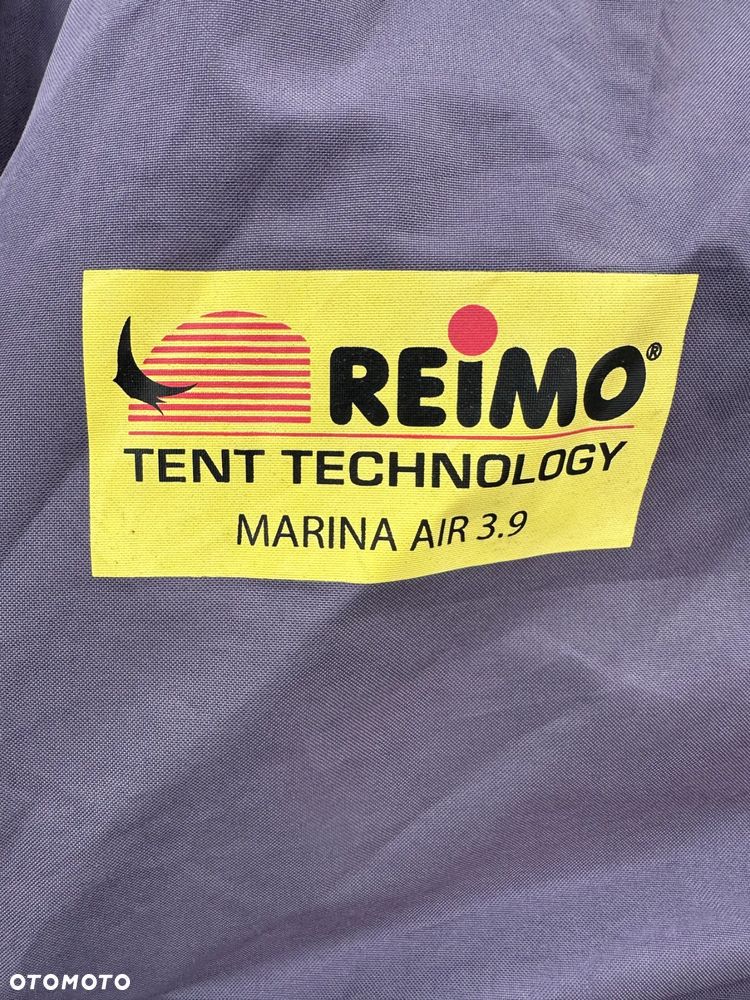 REiMO®
TENT TECHNOLOGY
MARINA AIR 3.9
OTOMOTO